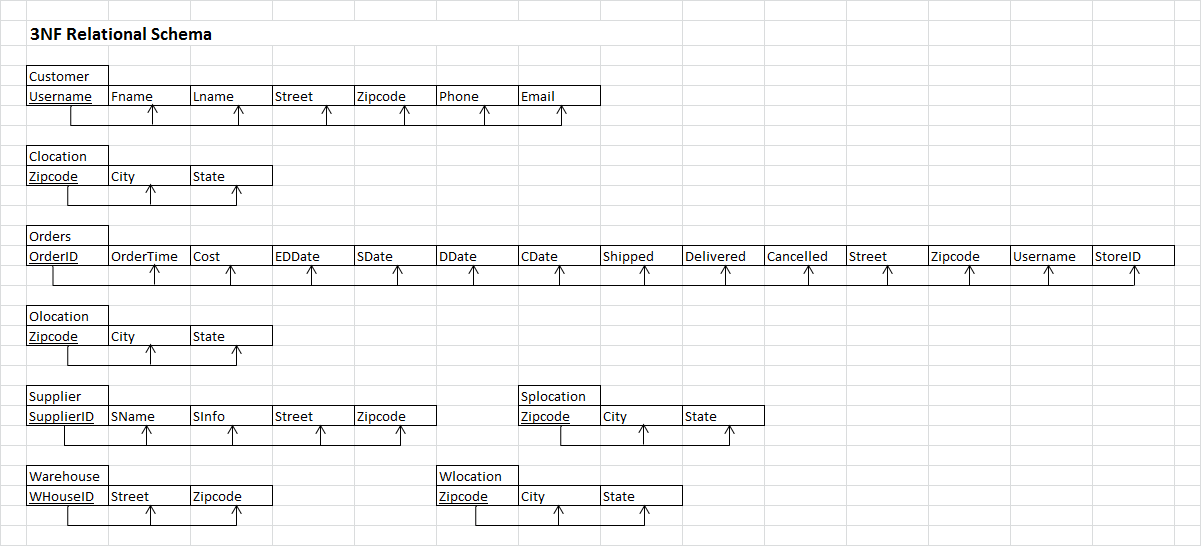 3NF Relational Schema
Customer
Username Fname Lname Street Zipcode Phone Email
Clocation
Zipcode City State
Orders
OrderID OrderTime Cost EDDate SDate DDate CDate Shipped Delivered Cancelled Street Zipcode Username StoreID
Olocation
Zipcode City State
Supplier Splocation
SupplierID SName SInfo Street Zipcode Zipcode City State
Warehouse Wlocation
WHouseID Street Zipcode Zipcode City State